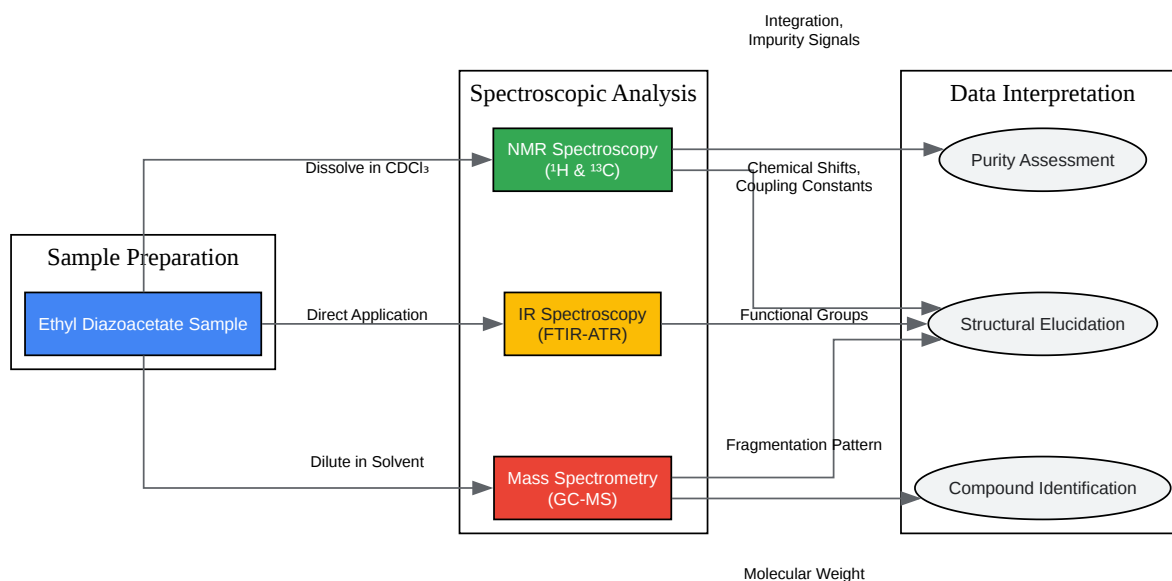 Integration,
Impurity Signals
Spectroscopic Analysis
Data Interpretation
NMR Spectroscopy
(¹H & ¹³C)
Purity Assessment
Dissolve in CDCl₃
Chemical Shifts,
Coupling Constants
Sample Preparation
Ethyl Diazoacetate Sample
Direct Application
IR Spectroscopy
(FTIR-ATR)
Functional Groups
Structural Elucidation
Fragmentation Pattern
Dilute in Solvent
Mass Spectrometry
(GC-MS)
Compound Identification
Molecular Weight